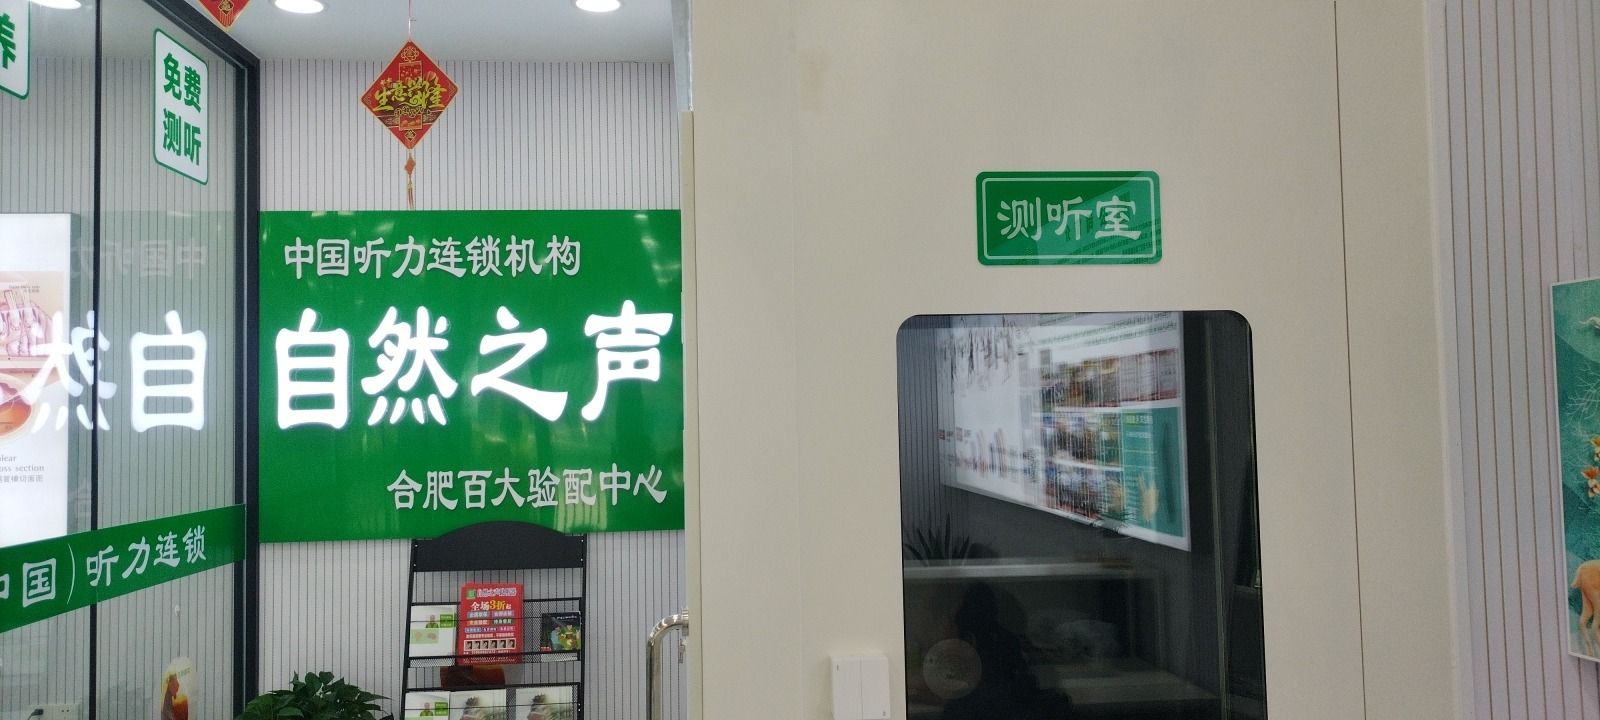 养
免费
测听
生意兴隆
中国听力连锁机构
自然之声
合肥百大验配中心
中国）听力连锁
测听室
全场3折起